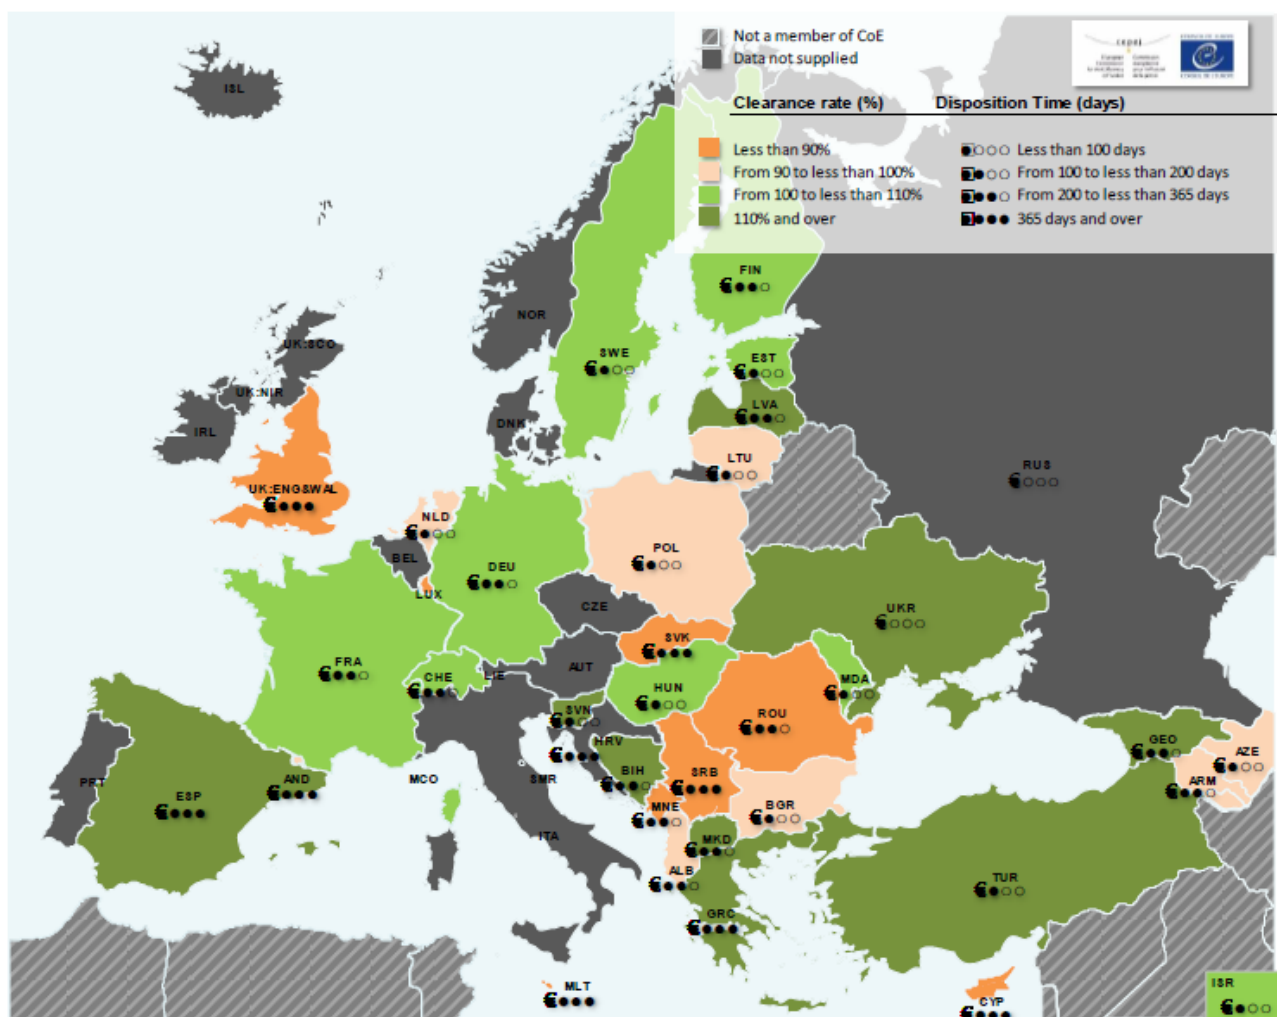 Not a member of CoE
Data not supplied
cepej
Clearance rate (%) Disposition Time (days)
Less than 90% Less than 100 days
From 90 to less than 100% From 100 to less than 200 days
From 100 to less than 110% From 200 to less than 365 days
110% and over 365 days and over
ISL
FIN
NOR
SWE
UK:SCO
EST
UK:NIR
LVA
DNK
IRL
LTU
RUS
UK:ENG&WAL
NLD
POL
BEL
DEU
LUX
CZE
UKR
SVK
FRA
AUT
CHE
LIE
MDA
HUN
SVN
ROU
HRV
GEO
AZE
BIH
SRB
PRT
AND
MCO
SMR
ARM
ESP
MNE
BGR
ITA
MKD
ALB
TUR
GRC
MLT
ISR
CYP